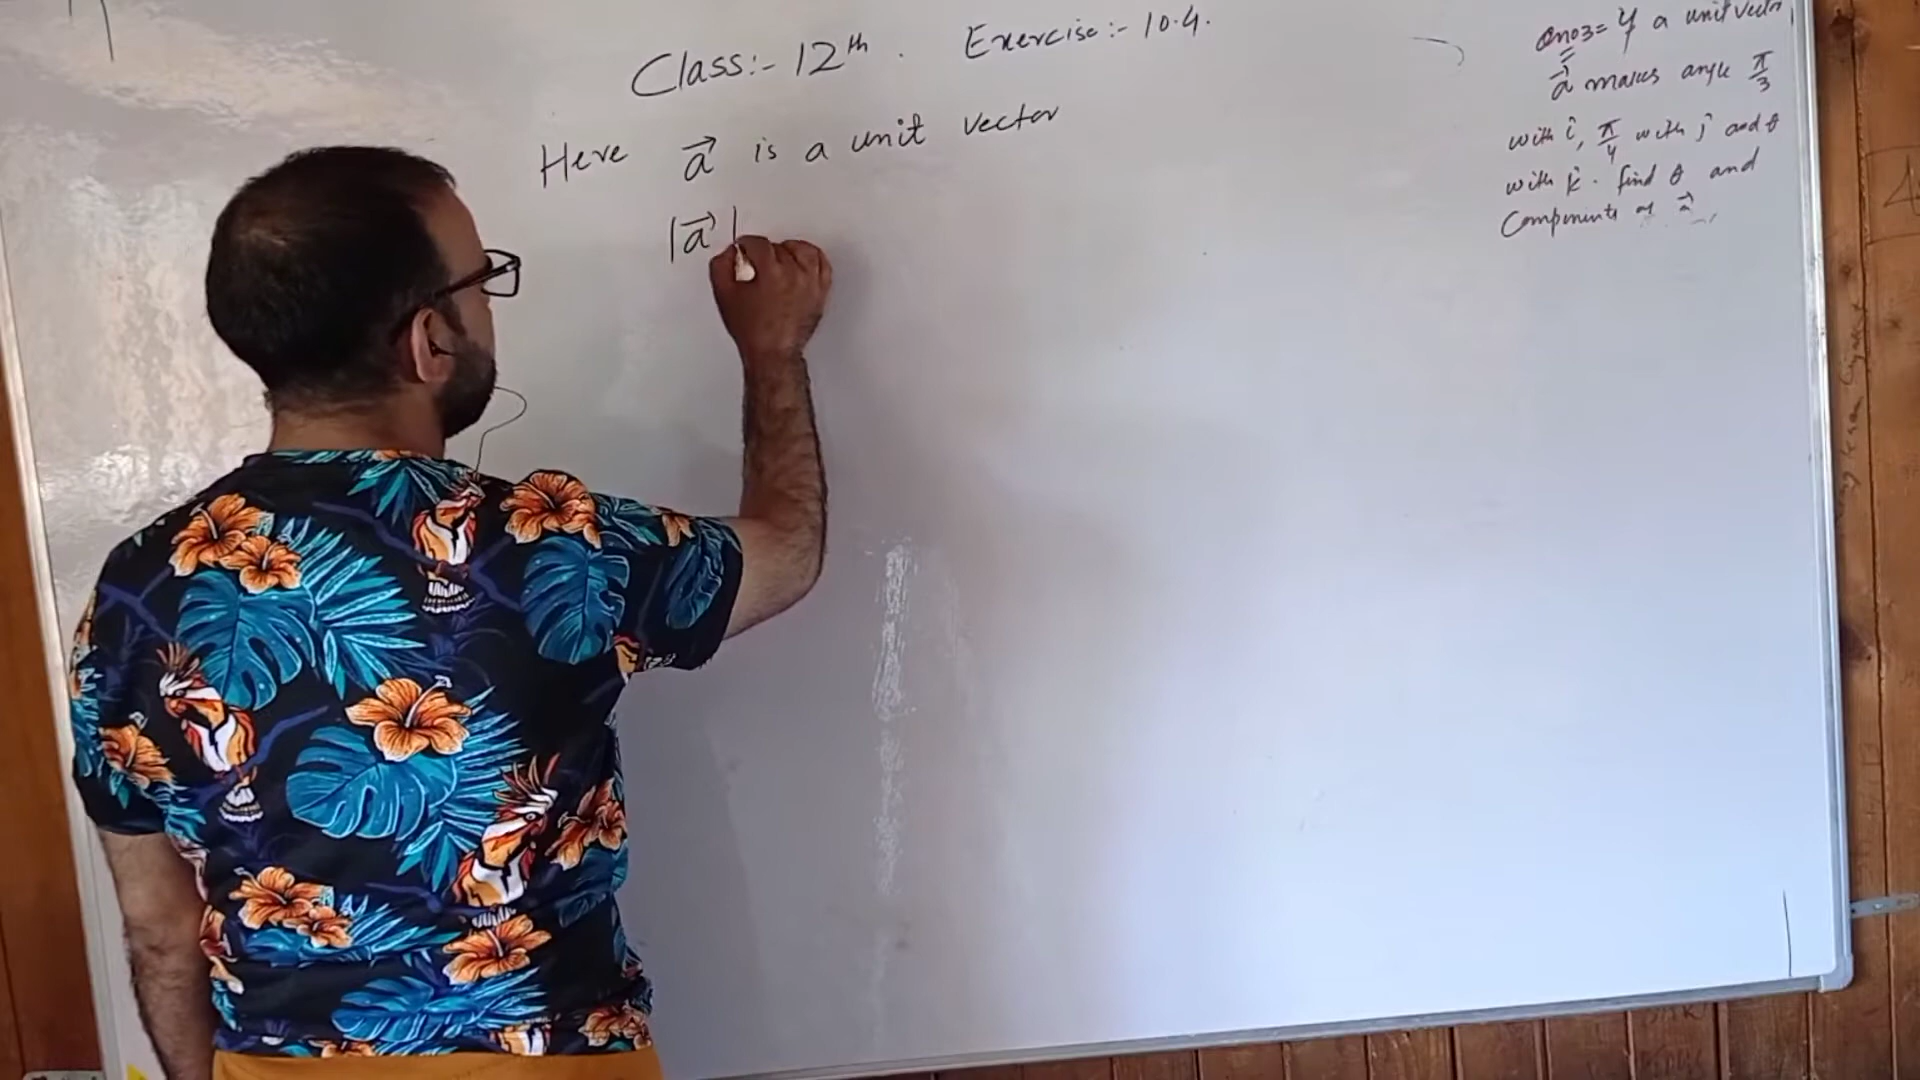 Class:- 12th . Exercise:- 10.4.
Here a⃗ is a unit vector
|a⃗|
Qno3= If a unit vector
a⃗ makes angle π/3
with î, π/4 with ĵ and θ
with k̂. find θ and
Components of a⃗